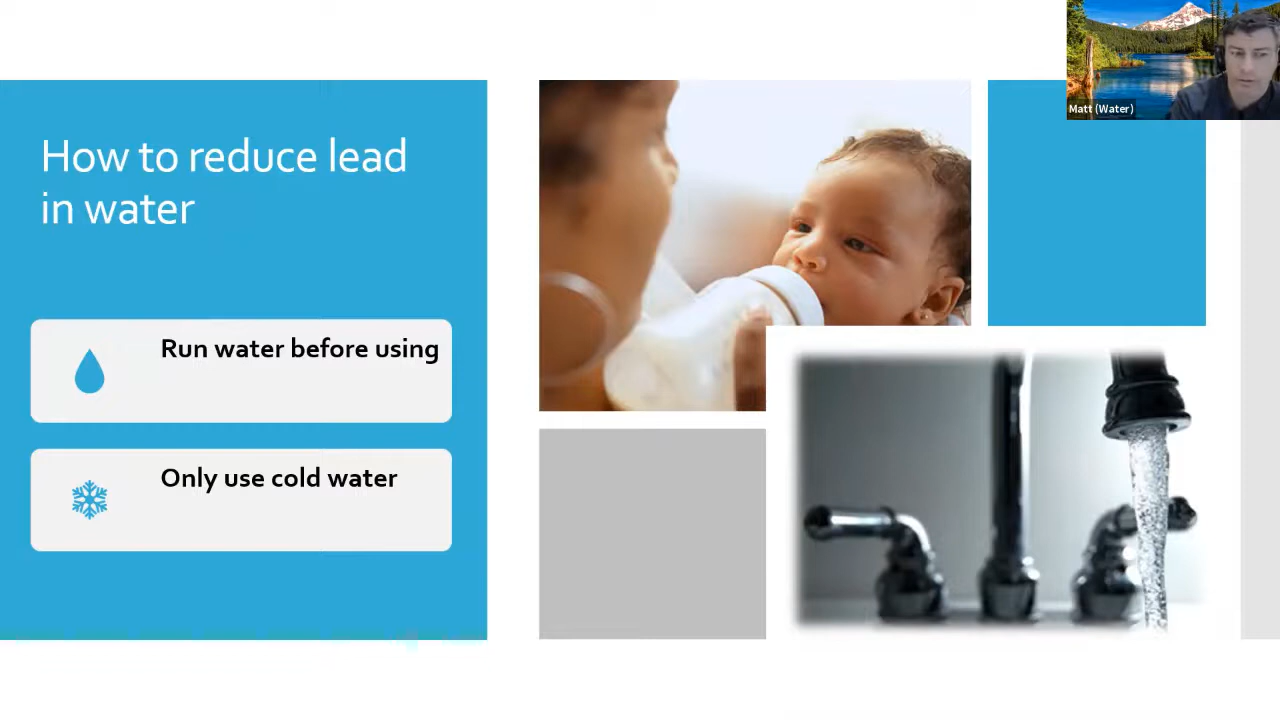 How to reduce lead
in water
Run water before using
Only use cold water
Matt (Water)